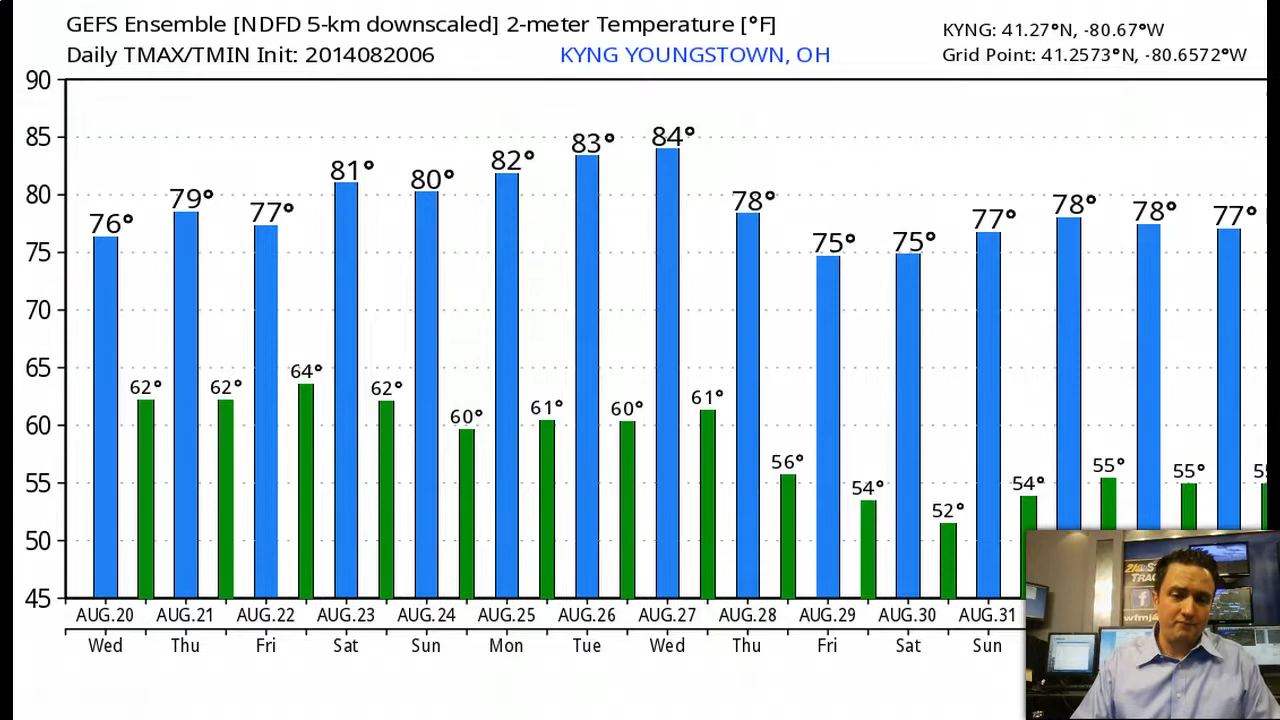 GEFS Ensemble [NDFD 5-km downscaled] 2-meter Temperature [°F]
Daily TMAX/TMIN Init: 2014082006
KYNG YOUNGSTOWN, OH
KYNG: 41.27°N, -80.67°W
Grid Point: 41.2573°N, -80.6572°W
90
85
80
75
70
65
60
55
50
45
76° 79° 77° 81° 80° 82° 83° 84° 78° 75° 75° 77° 78° 78° 77°
62° 62° 64° 62° 60° 61° 60° 61° 56° 54° 52° 54° 55° 55°
AUG.20 AUG.21 AUG.22 AUG.23 AUG.24 AUG.25 AUG.26 AUG.27 AUG.28 AUG.29 AUG.30 AUG.31
Wed Thu Fri Sat Sun Mon Tue Wed Thu Fri Sat Sun